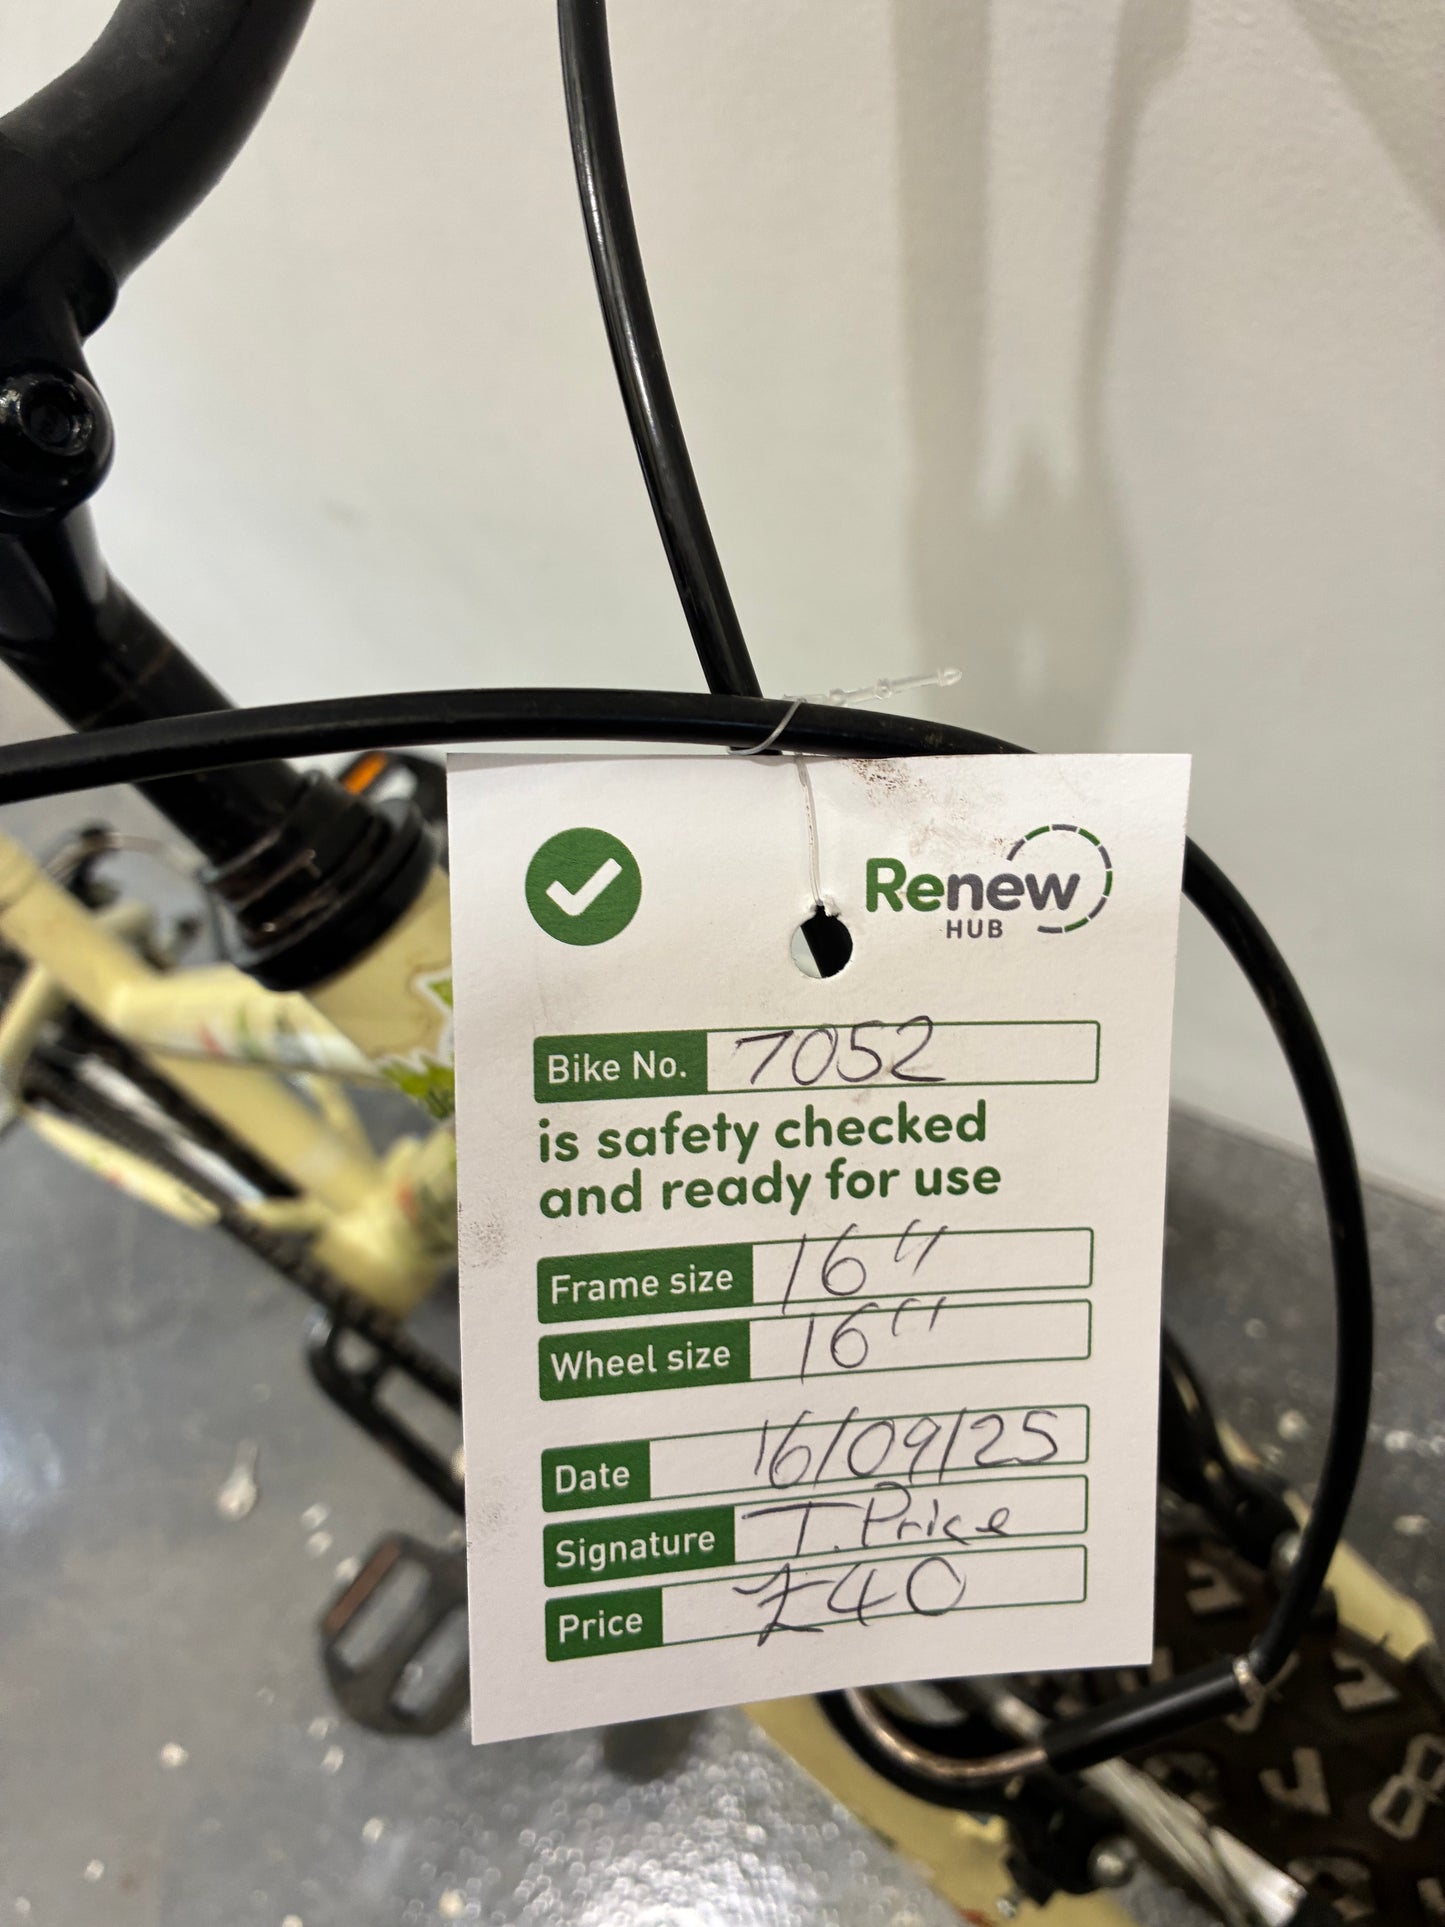 Renew
HUB
Bike No. 7052
is safety checked
and ready for use
Frame size 16"
Wheel size 16"
Date 16/09/25
Signature T. Price
Price £40